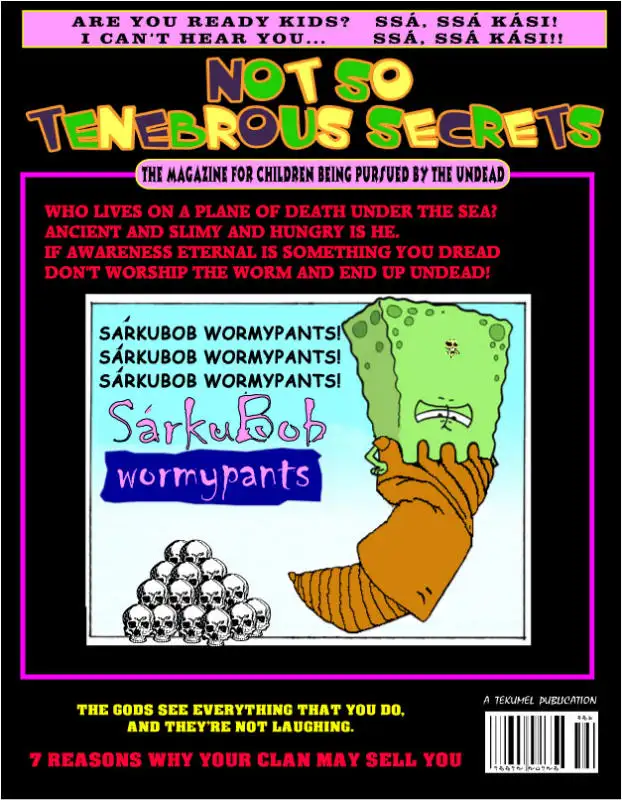 ARE YOU READY KIDS? SSÁ, SSÁ KÁSI!
I CAN'T HEAR YOU... SSÁ, SSÁ KÁSI!!
NOT SO
TENEBROUS SECRETS
THE MAGAZINE FOR CHILDREN BEING PURSUED BY THE UNDEAD
WHO LIVES ON A PLANE OF DEATH UNDER THE SEA?
ANCIENT AND SLIMY AND HUNGRY IS HE.
IF AWARENESS ETERNAL IS SOMETHING YOU DREAD
DON'T WORSHIP THE WORM AND END UP UNDEAD!
SÁRKUBOB WORMYPANTS!
SÁRKUBOB WORMYPANTS!
SÁRKUBOB WORMYPANTS!
SárkuBob
wormypants
THE GODS SEE EVERYTHING THAT YOU DO,
AND THEY'RE NOT LAUGHING.
7 REASONS WHY YOUR CLAN MAY SELL YOU
A TEKUMEL PUBLICATION